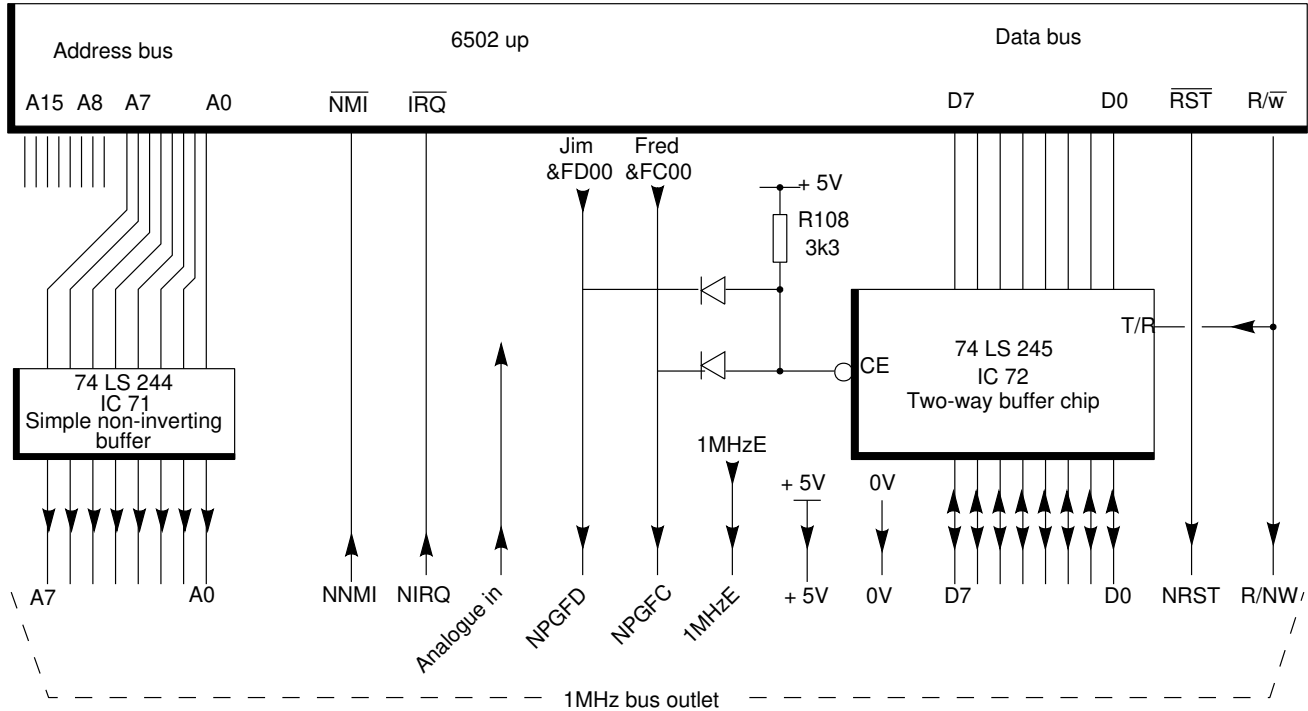 6502 up
Address bus
Data bus
A15 A8 A7 A0 NMI IRQ D7 D0 RST R/w
Jim
&FD00
Fred
&FC00
+ 5V
R108
3k3
T/R
CE
74 LS 245
IC 72
Two-way buffer chip
74 LS 244
IC 71
Simple non-inverting
buffer
1MHzE
+ 5V
0V
A7 A0 NNMI NIRQ Analogue in NPGFD NPGFC 1MHzE + 5V 0V D7 D0 NRST R/NW
1MHz bus outlet